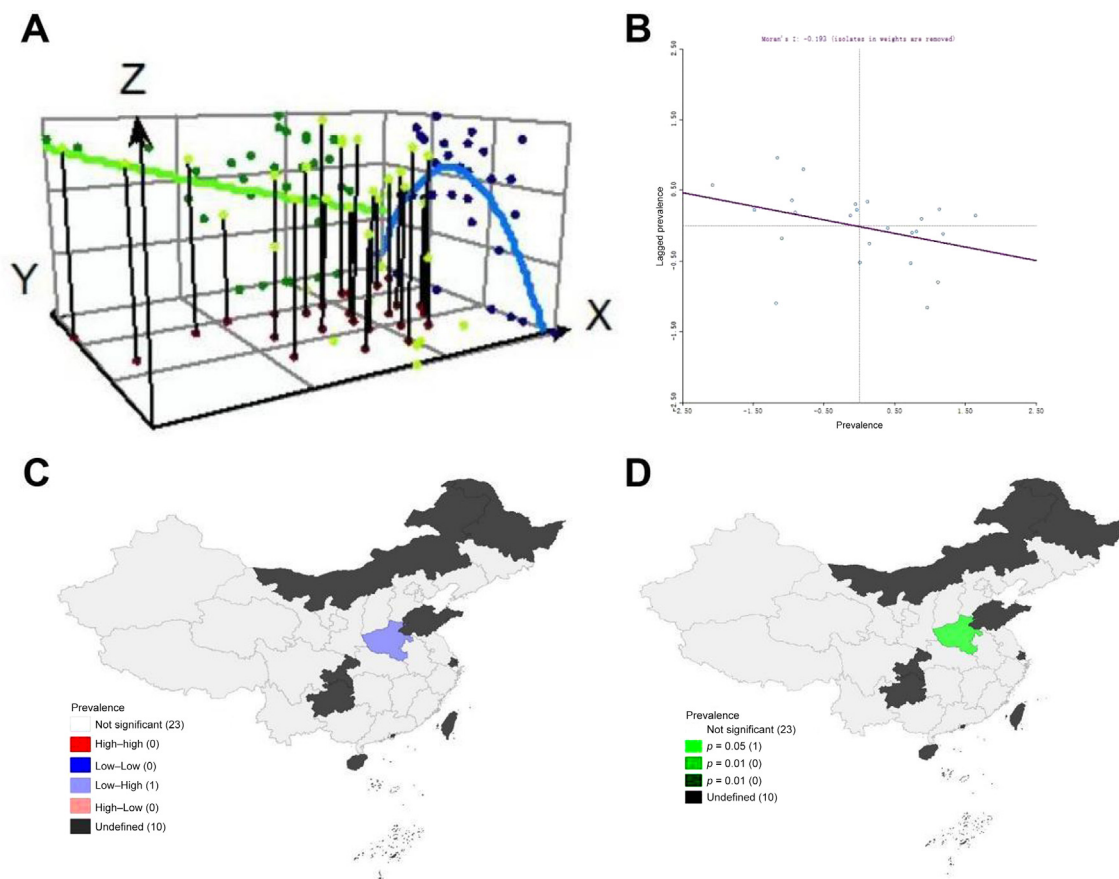 A
Z
Y
X
B
Moran's I: -0.193 (isolates in weights are removed)
2.50
1.50
0.50
-0.50
-1.50
-2.50
Lagged prevalence
-2.50
-1.50
-0.50
0.50
1.50
2.50
Prevalence
C
Prevalence
Not significant (23)
High–high (0)
Low–Low (0)
Low–High (1)
High–Low (0)
Undefined (10)
D
Prevalence
Not significant (23)
p = 0.05 (1)
p = 0.01 (0)
p = 0.01 (0)
Undefined (10)